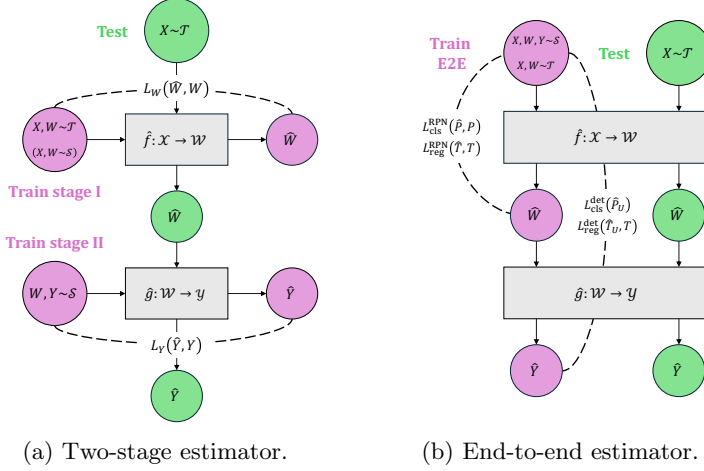 Test
X~𝒯
L_W(Ŵ, W)
X, W~𝒯
(X, W~𝒮)
f̂: 𝒳 → 𝒲
Ŵ
Train stage I
Ŵ
Train stage II
W, Y~𝒮
ĝ: 𝒲 → 𝒴
Ŷ
L_Y(Ŷ, Y)
Ŷ
(a) Two-stage estimator.
Train
E2E
X, W, Y~𝒮
X, W~𝒯
Test
X~𝒯
L_cls^RPN(P̂, P)
L_reg^RPN(T̂, T)
f̂: 𝒳 → 𝒲
L_cls^det(P̂_U)
L_reg^det(T̂_U, T)
Ŵ
Ŵ
ĝ: 𝒲 → 𝒴
Ŷ
Ŷ
(b) End-to-end estimator.